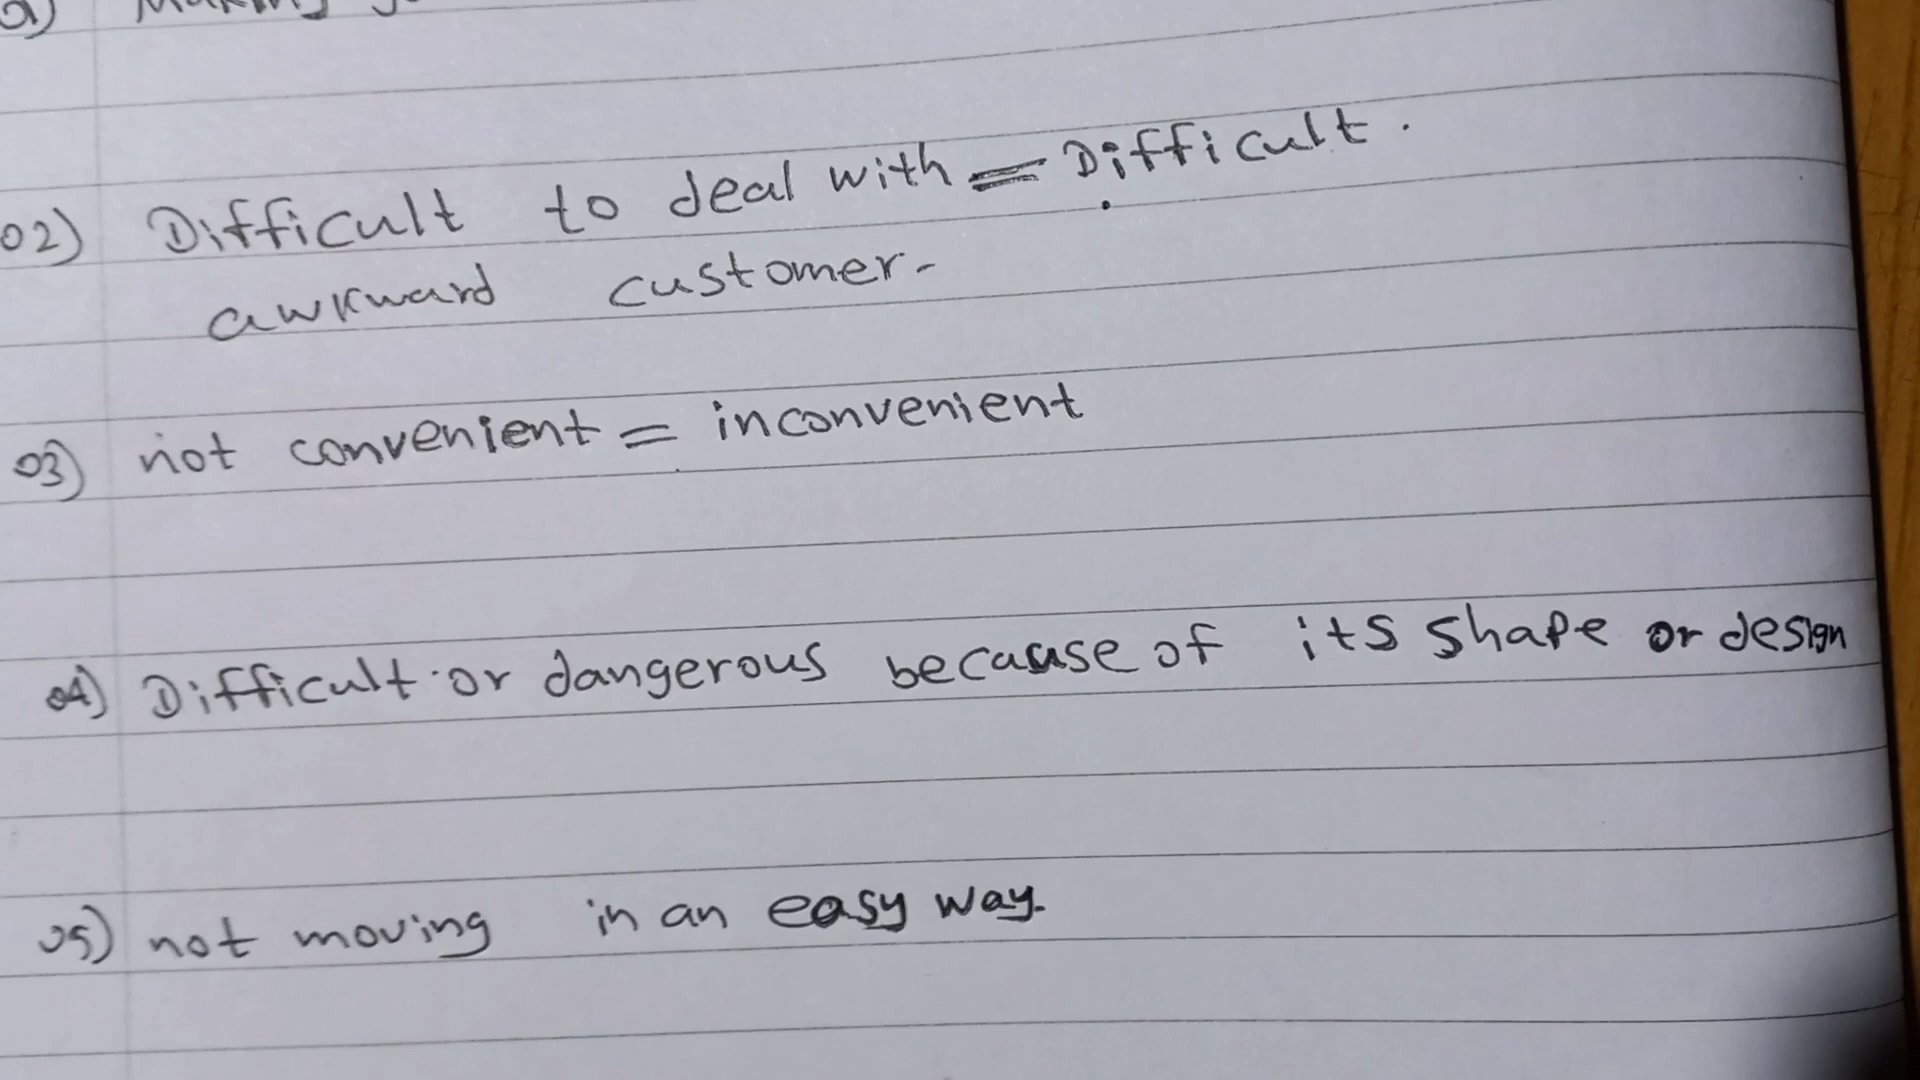 Making
02) Difficult to deal with = Difficult.
awkward customer-
03) not convenient = inconvenient
04) Difficult or dangerous because of its shape or design
05) not moving in an easy way.